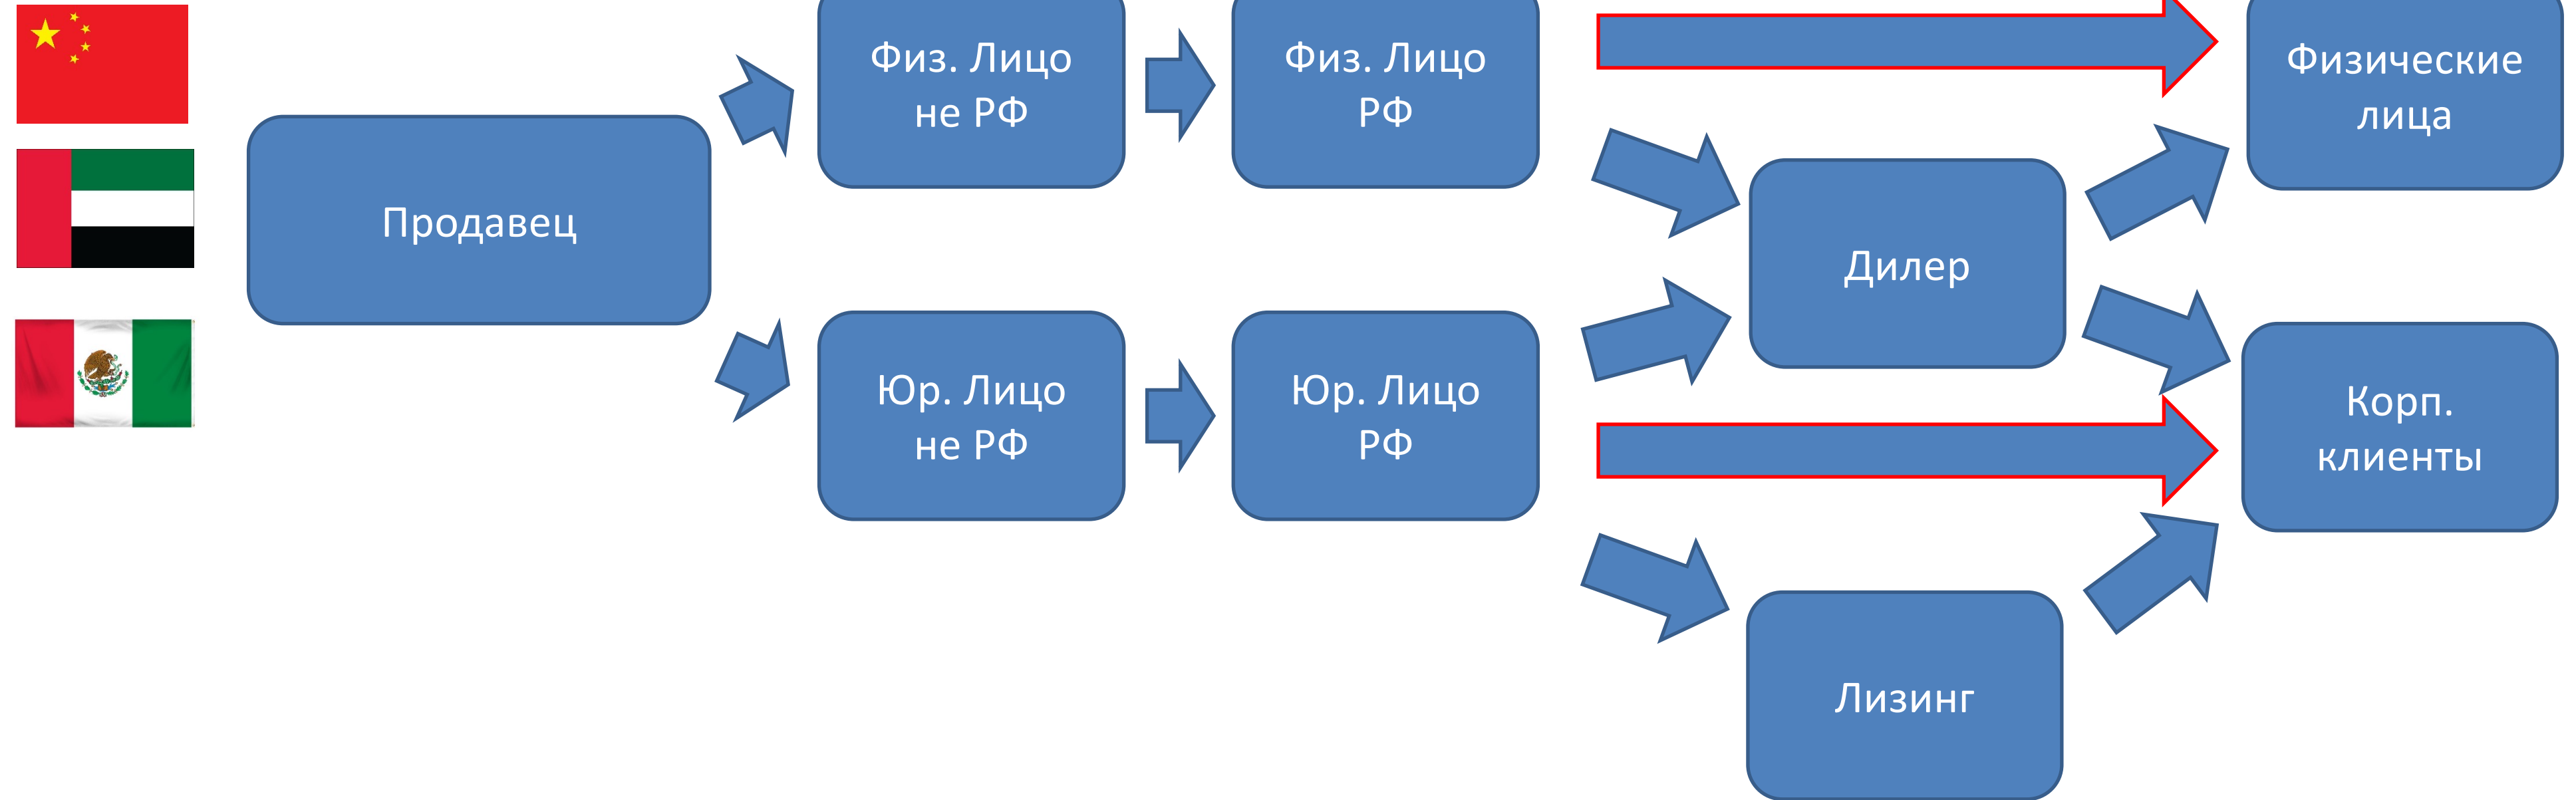 Физ. Лицо
не РФ
Физ. Лицо
РФ
Физические
лица
Продавец
Дилер
Юр. Лицо
не РФ
Юр. Лицо
РФ
Корп.
клиенты
Лизинг